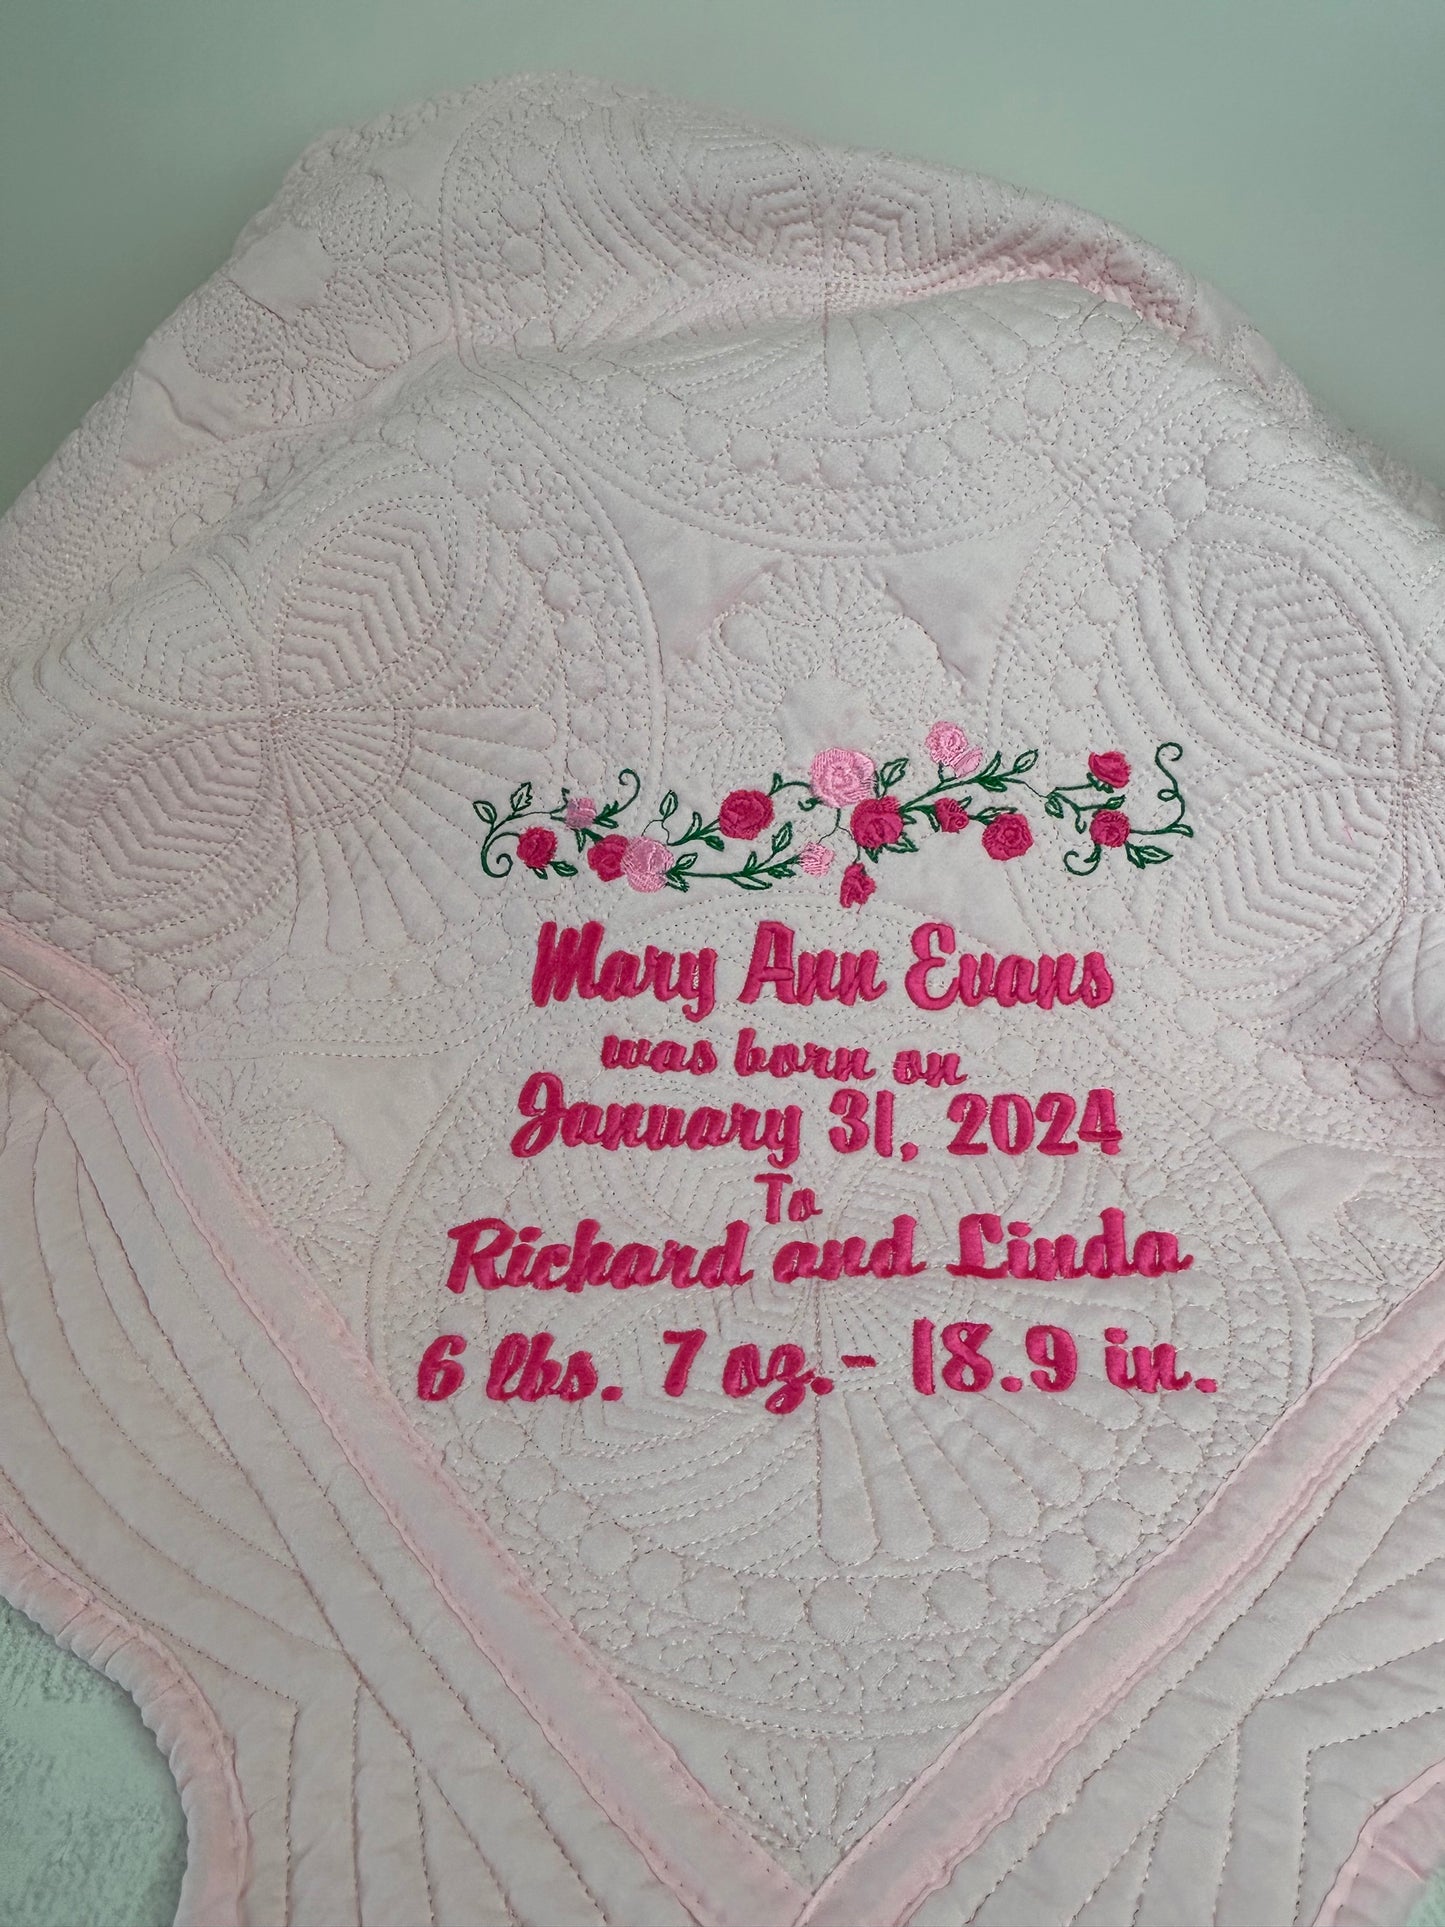 Mary Ann Evans
was born on
January 31, 2024
To
Richard and Linda
6 lbs. 7 oz. - 18.9 in.